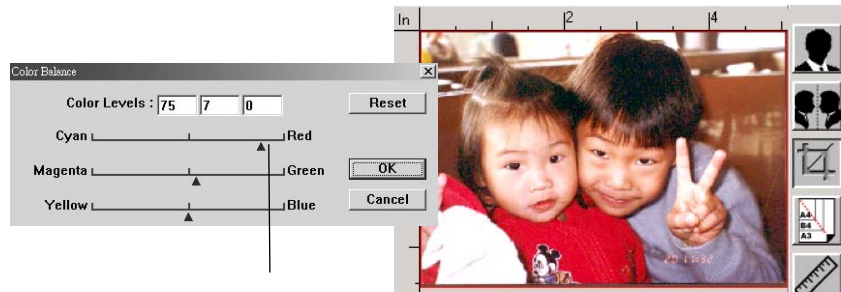 Color Balance
Color Levels : 75 7 0
Reset
Cyan Red
Magenta Green
OK
Yellow Blue
Cancel
In 2 4
A4
B4
A3